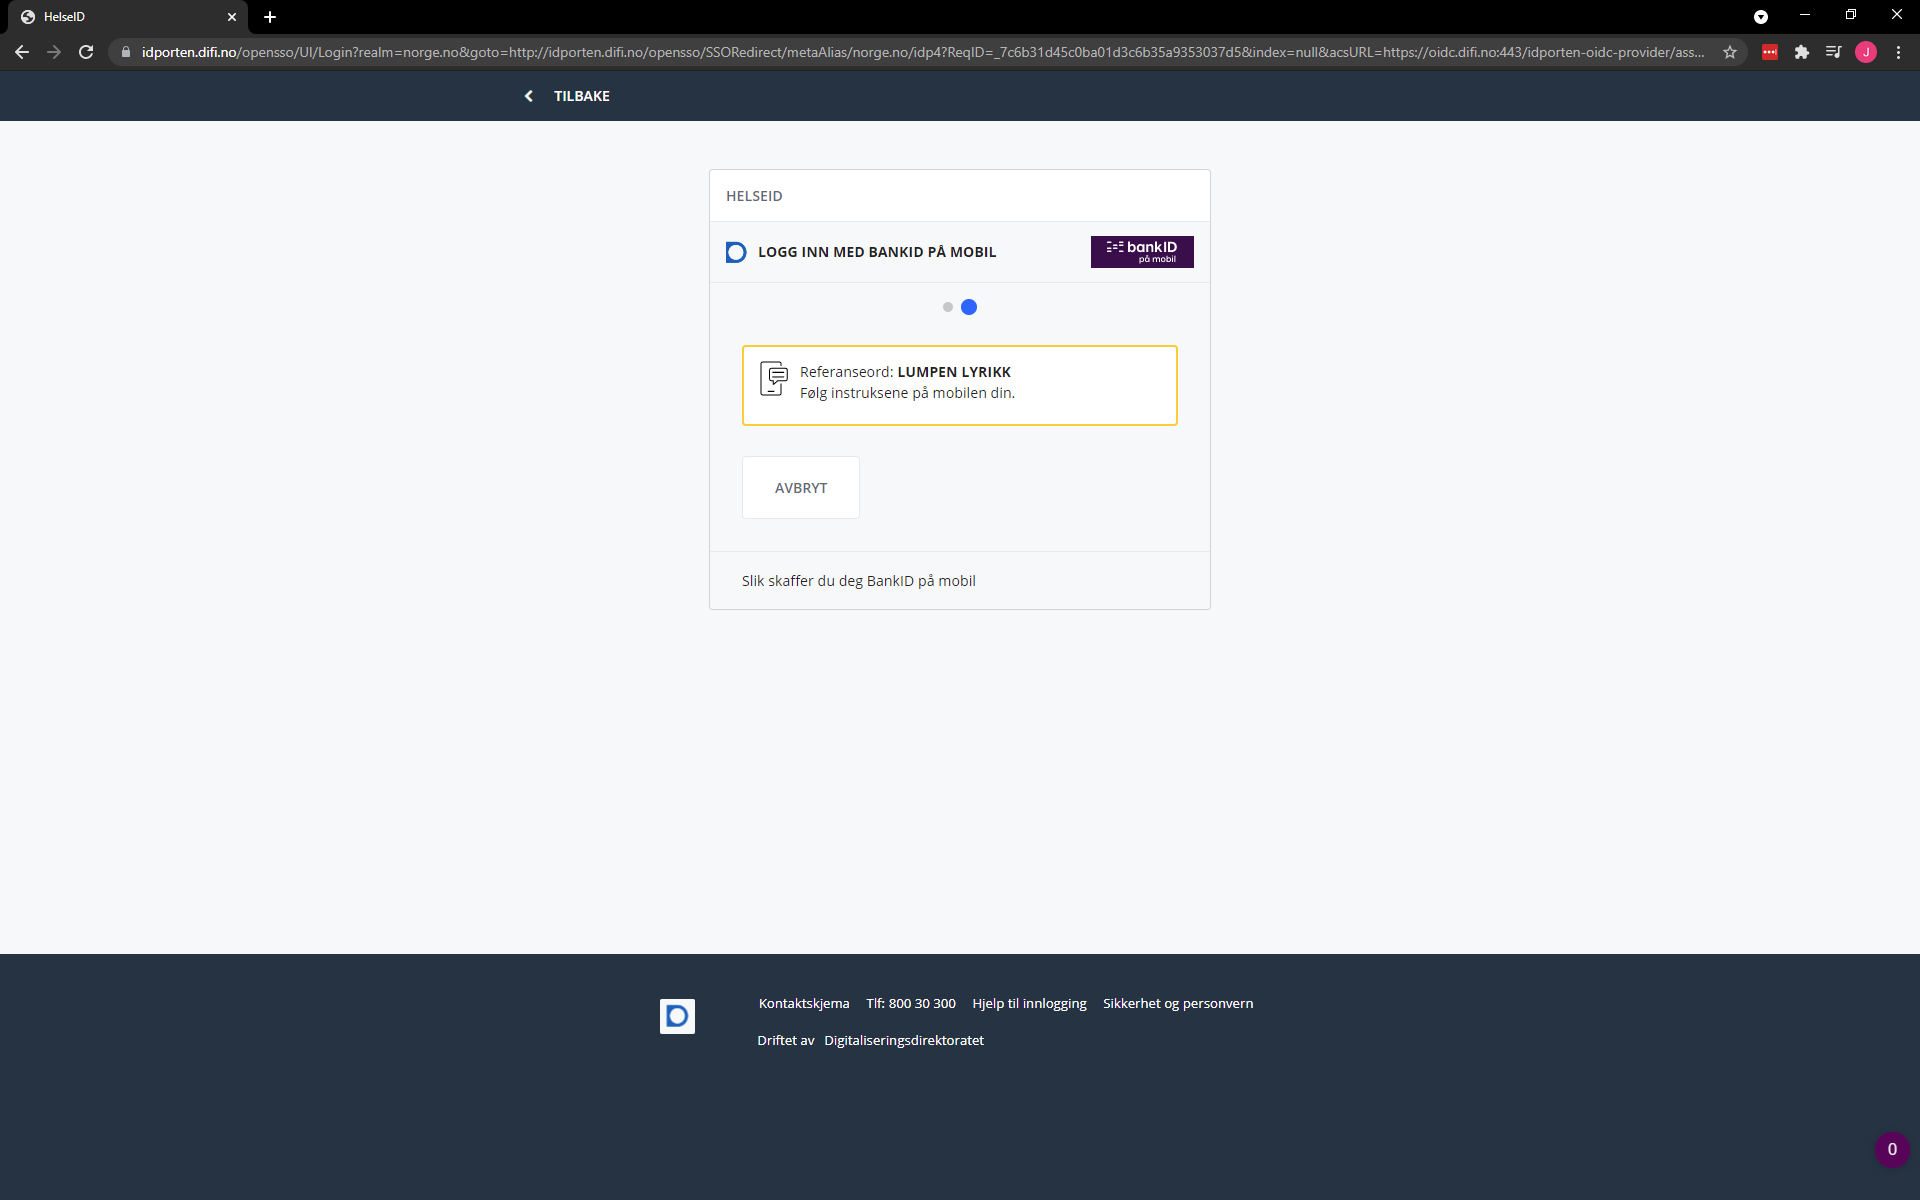 HelseID
idporten.difi.no/opensso/UI/Login?realm=norge.no&goto=http://idporten.difi.no/opensso/SSORedirect/metaAlias/norge.no/idp4?ReqID=_7c6b31d45c0ba01d3c6b35a9353037d5&index=null&acsURL=https://oidc.difi.no:443/idporten-oidc-provider/ass...
J
TILBAKE
HELSEID
LOGG INN MED BANKID PÅ MOBIL
bankID
på mobil
Referanseord: LUMPEN LYRIKK
Følg instruksene på mobilen din.
AVBRYT
Slik skaffer du deg BankID på mobil
Kontaktskjema Tlf: 800 30 300 Hjelp til innlogging Sikkerhet og personvern
Driftet av Digitaliseringsdirektoratet
0